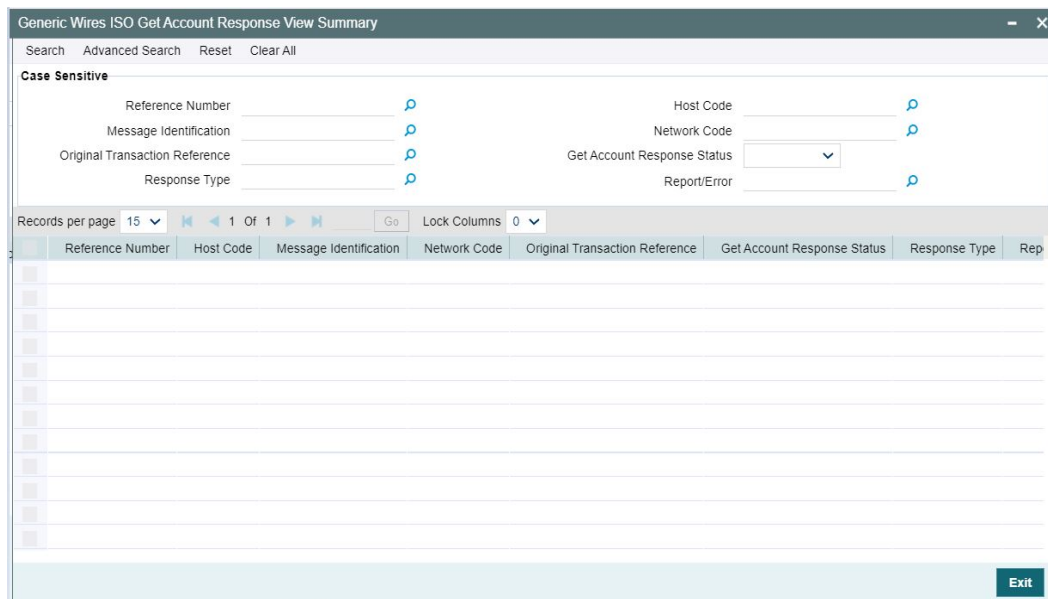 Generic Wires ISO Get Account Response View Summary
Search Advanced Search Reset Clear All
Case Sensitive
Reference Number Host Code
Message Identification Network Code
Original Transaction Reference Get Account Response Status
Response Type Report/Error
Records per page 15 1 Of 1 Go Lock Columns 0
Reference Number Host Code Message Identification Network Code Original Transaction Reference Get Account Response Status Response Type Rep
Exit